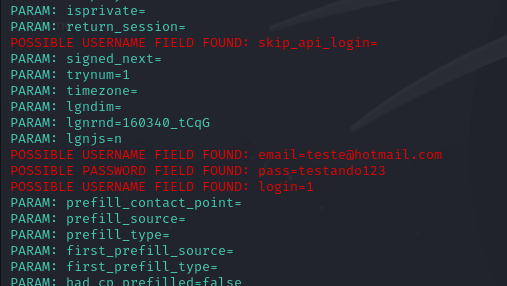 PARAM: isprivate=
PARAM: return_session=
POSSIBLE USERNAME FIELD FOUND: skip_api_login=
PARAM: signed_next=
PARAM: trynum=1
PARAM: timezone=
PARAM: lgndim=
PARAM: lgnrnd=160340_tCqG
PARAM: lgnjs=n
POSSIBLE USERNAME FIELD FOUND: email=teste@hotmail.com
POSSIBLE PASSWORD FIELD FOUND: pass=testando123
POSSIBLE USERNAME FIELD FOUND: login=1
PARAM: prefill_contact_point=
PARAM: prefill_source=
PARAM: prefill_type=
PARAM: first_prefill_source=
PARAM: first_prefill_type=
PARAM: had_cp_prefilled=false